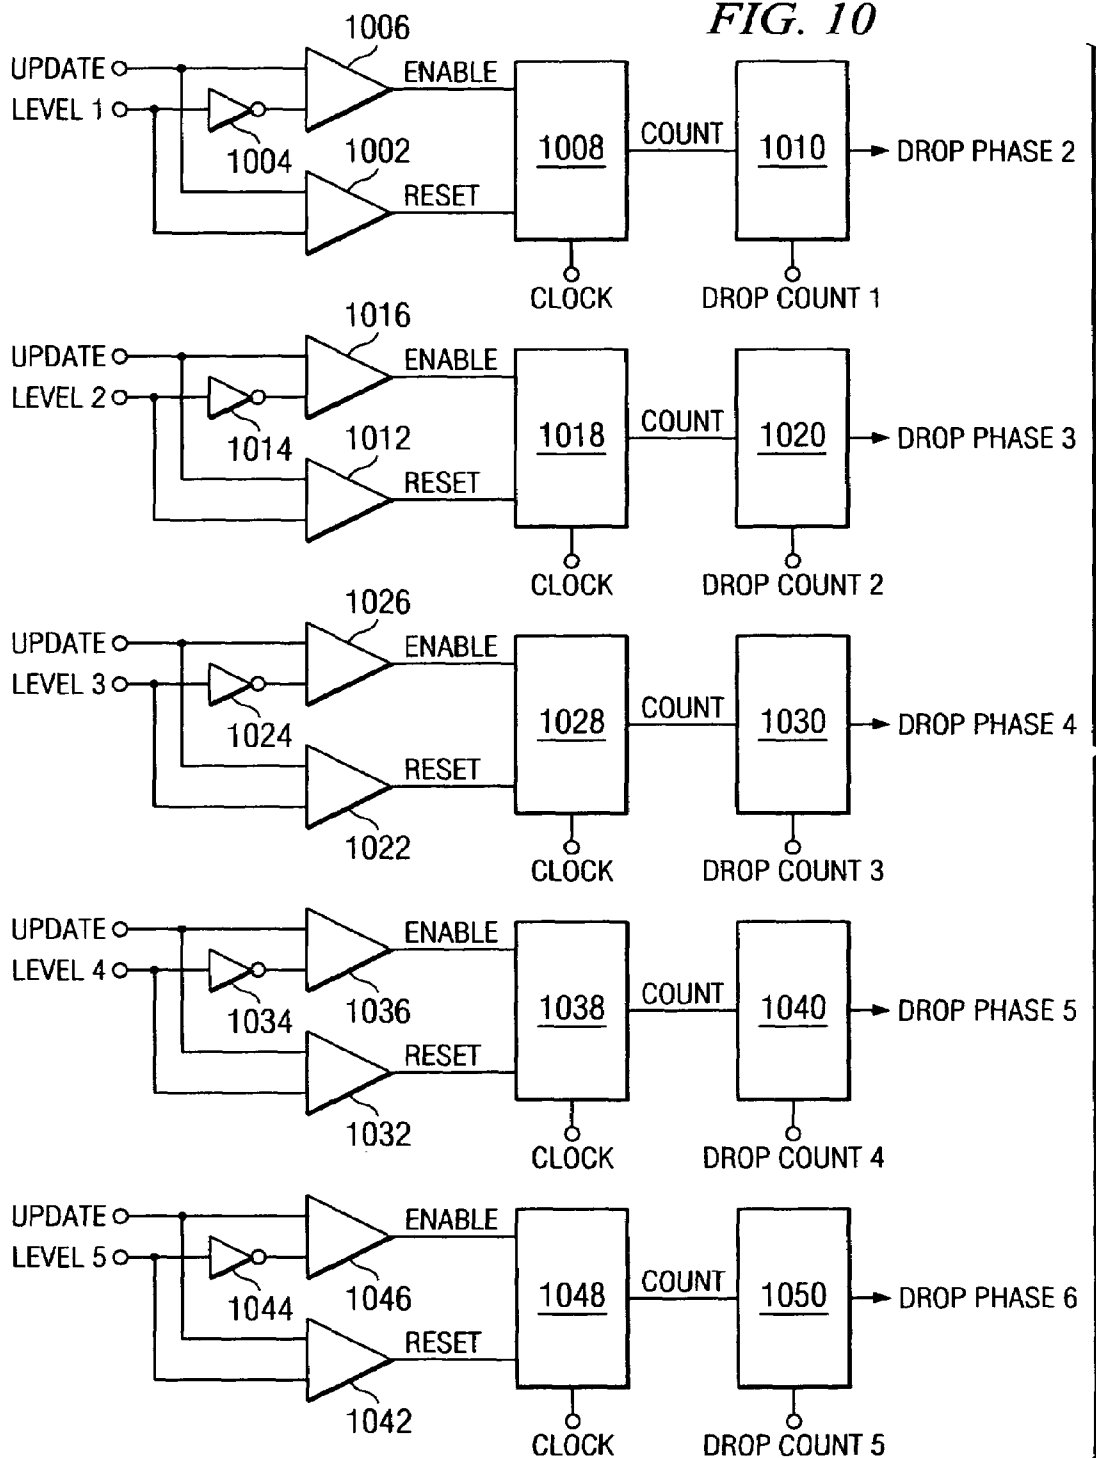 FIG. 10
1006
UPDATE
ENABLE
LEVEL 1
1004
1002
RESET
1008
COUNT
1010
DROP PHASE 2
CLOCK
DROP COUNT 1
1016
UPDATE
ENABLE
LEVEL 2
1014
1012
RESET
1018
COUNT
1020
DROP PHASE 3
CLOCK
DROP COUNT 2
1026
UPDATE
ENABLE
LEVEL 3
1024
RESET
1022
1028
COUNT
1030
DROP PHASE 4
CLOCK
DROP COUNT 3
UPDATE
ENABLE
LEVEL 4
1034
1036
RESET
1032
1038
COUNT
1040
DROP PHASE 5
CLOCK
DROP COUNT 4
UPDATE
ENABLE
LEVEL 5
1044
1046
RESET
1042
1048
COUNT
1050
DROP PHASE 6
CLOCK
DROP COUNT 5